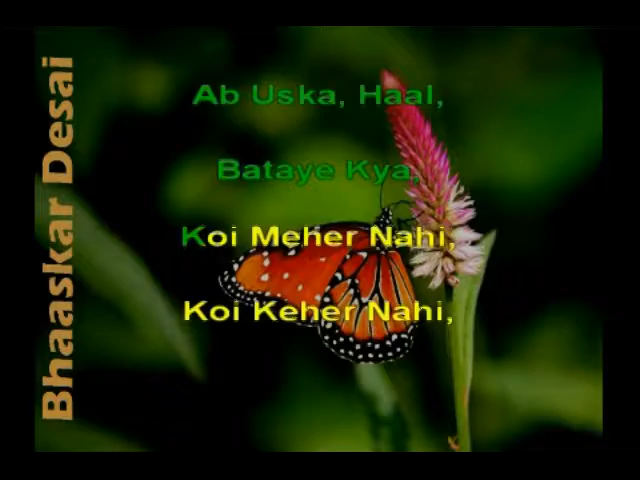 Bhaaskar Desai
Ab Uska, Haal,
Bataye Kya,
Koi Meher Nahi,
Koi Keher Nahi,